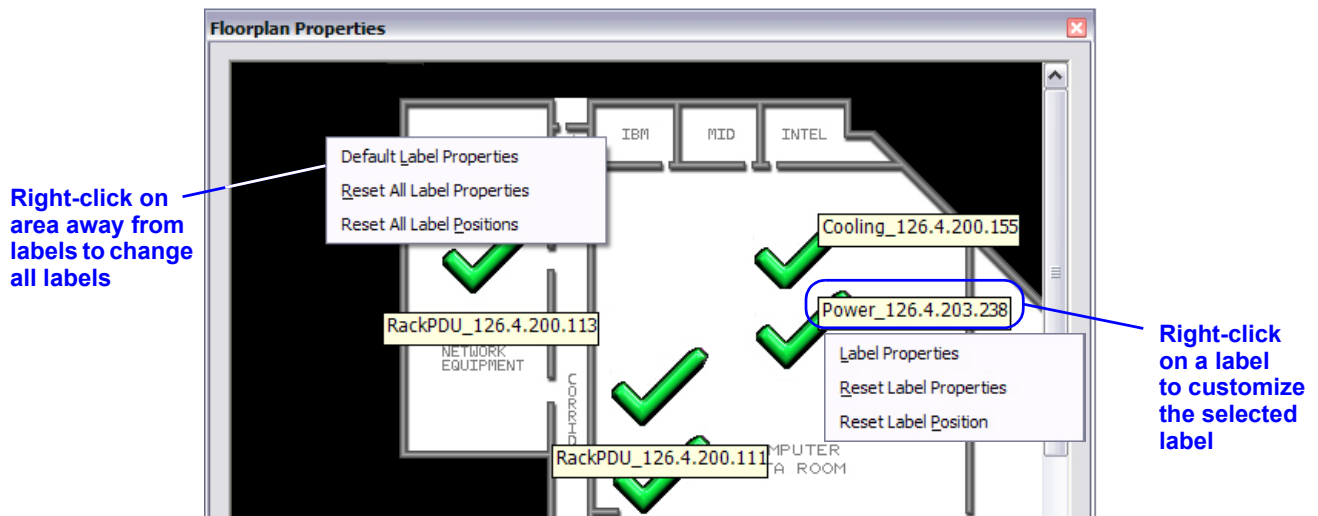 Floorplan Properties
IBM
MID
INTEL
Default Label Properties
Reset All Label Properties
Reset All Label Positions
Right-click on
area away from
labels to change
all labels
Cooling_126.4.200.155
Power_126.4.203.238
RackPDU_126.4.200.113
NETWORK
EQUIPMENT
Label Properties
Reset Label Properties
Reset Label Position
Right-click
on a label
to customize
the selected
label
RackPDU_126.4.200.111
ROOM